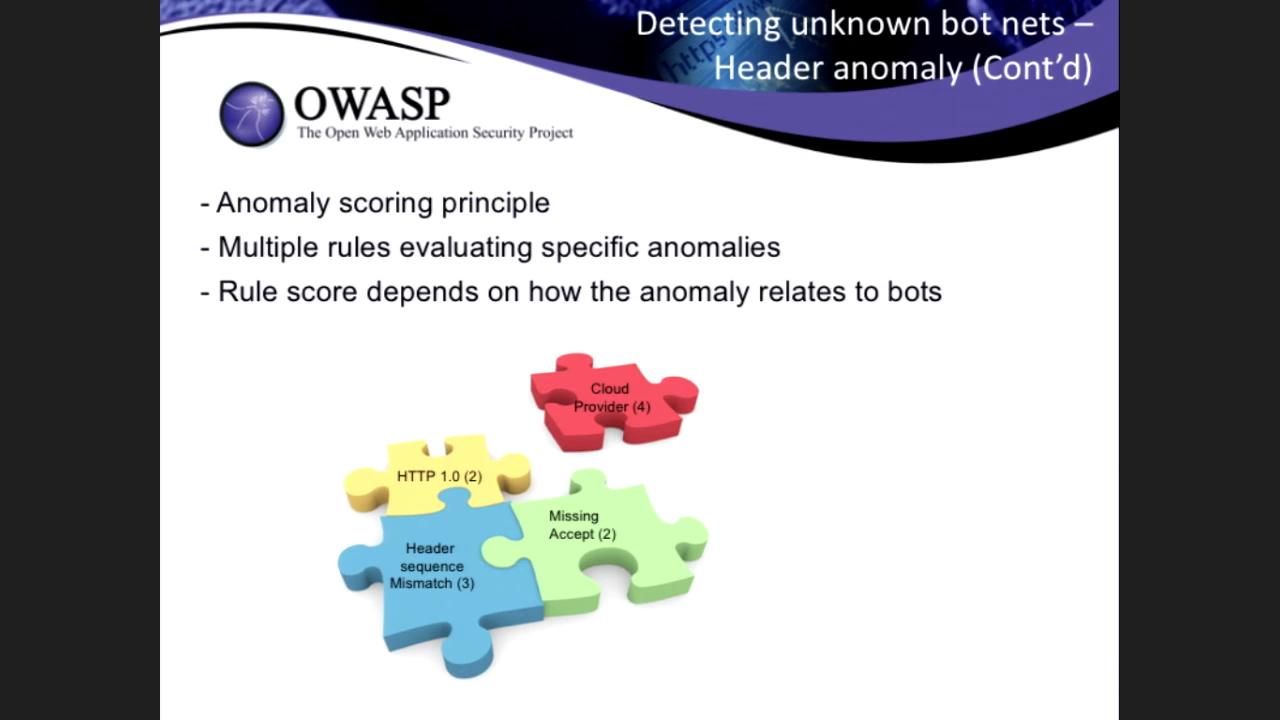 Detecting unknown bot nets –
Header anomaly (Cont’d)
https
OWASP
The Open Web Application Security Project
- Anomaly scoring principle
- Multiple rules evaluating specific anomalies
- Rule score depends on how the anomaly relates to bots
Cloud
Provider (4)
HTTP 1.0 (2)
Missing
Accept (2)
Header
sequence
Mismatch (3)